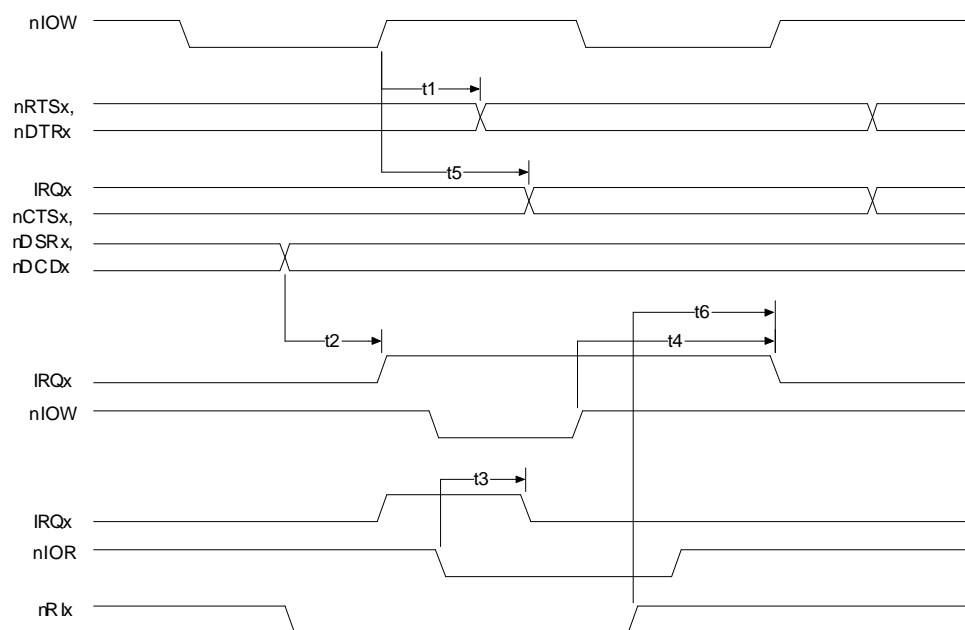 nIOW
t1
nRTSx,
nDTRx
t5
IRQx
nCTSx,
nDSRx,
nDCDx
t6
t2
t4
IRQx
nIOW
t3
IRQx
nIOR
nRIx